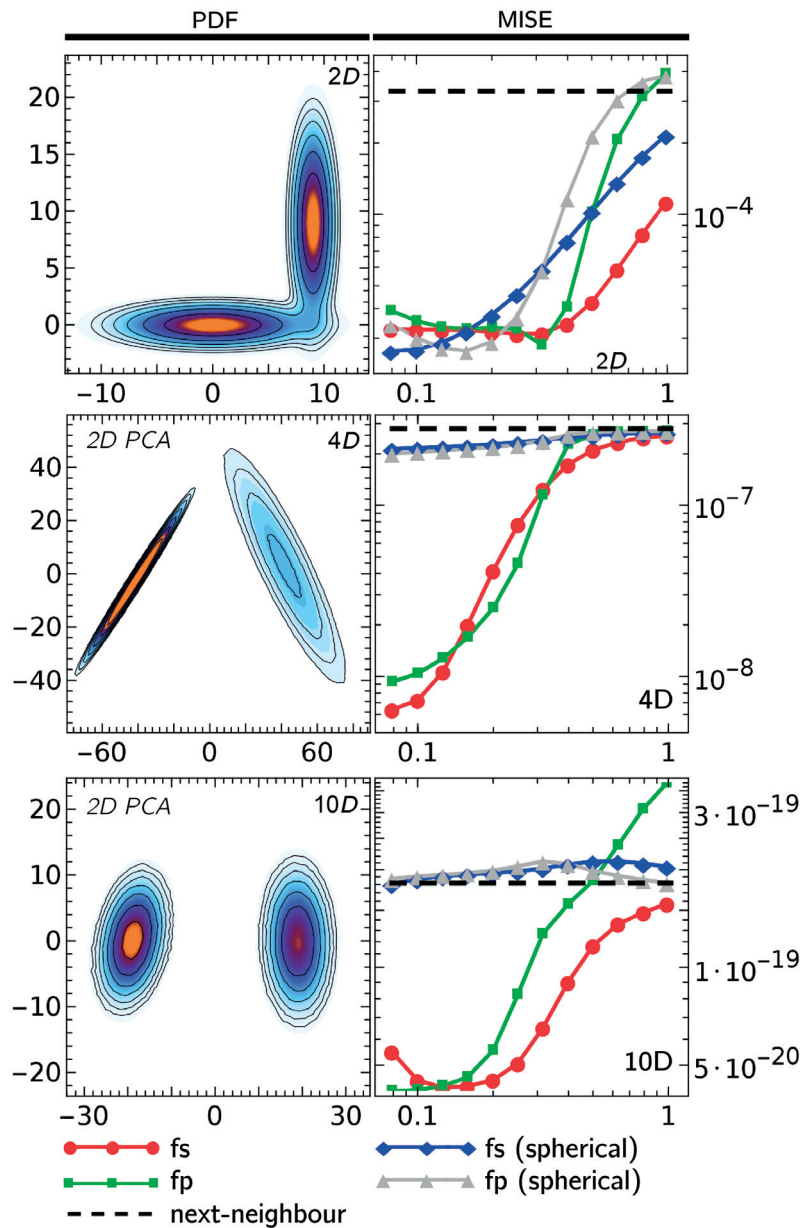 PDF MISE
2D
20
15
10
5
0
−10 0 10
10⁻⁴
2D
0.1 1
2D PCA
40
20
0
−20
−40
−60 0 60
10⁻⁷
10⁻⁸
4D 4D
0.1 1
2D PCA 10D
20
10
0
−10
−20
−30 0 30
3·10⁻¹⁹
1·10⁻¹⁹
5·10⁻²⁰
10D
0.1 1
fs fs (spherical)
fp fp (spherical)
next-neighbour